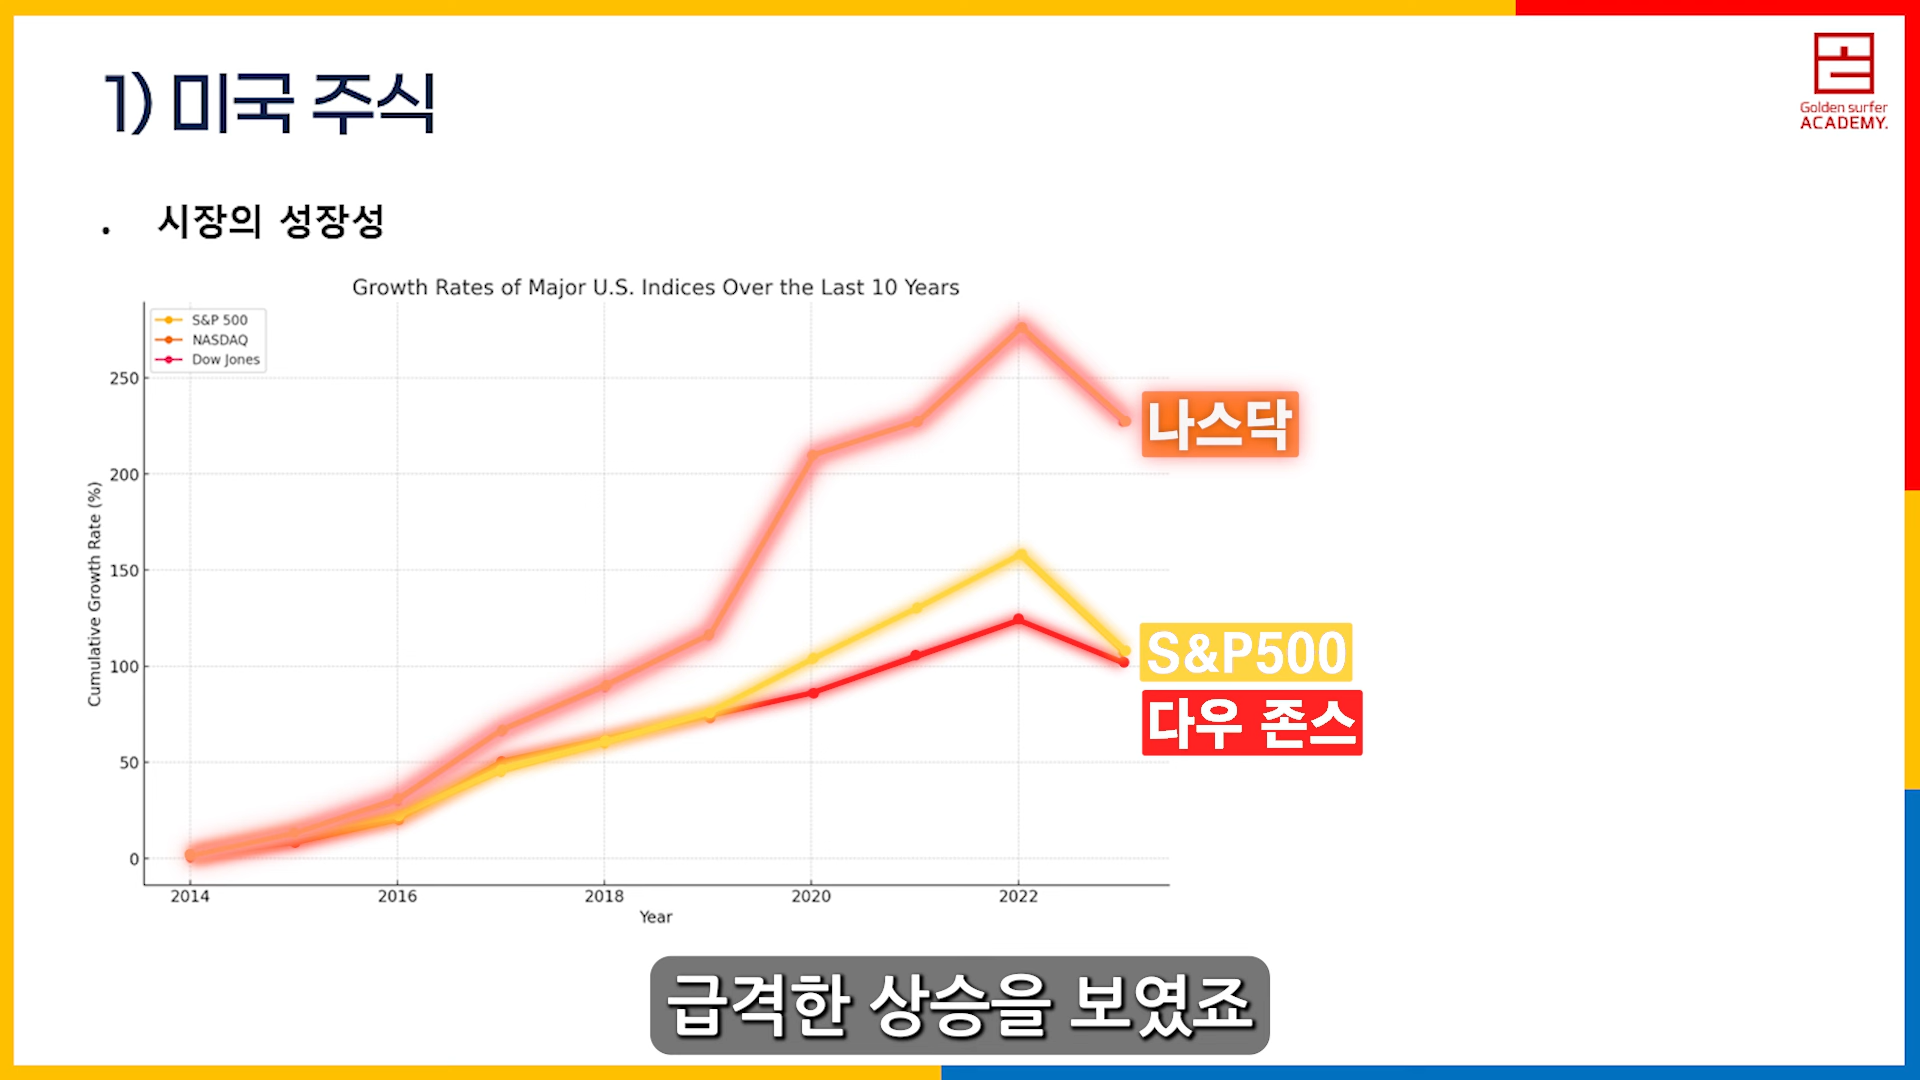 1) 미국 주식
Golden surfer
ACADEMY.
. 시장의 성장성
Growth Rates of Major U.S. Indices Over the Last 10 Years
S&P 500
NASDAQ
Dow Jones
250
200
150
100
50
0
Cumulative Growth Rate (%)
2014 2016 2018 2020 2022
Year
나스닥
S&P500
다우 존스
급격한 상승을 보였죠